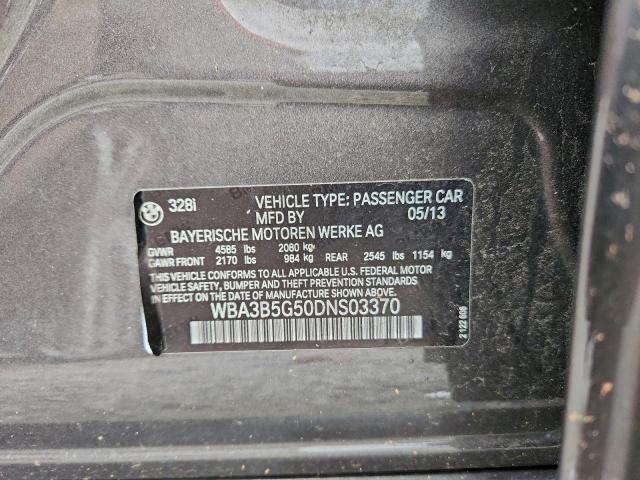 328i VEHICLE TYPE: PASSENGER CAR
MFD BY 05/13
BAYERISCHE MOTOREN WERKE AG
GVWR 4585 lbs 2080 kg
GAWR FRONT 2170 lbs 984 kg REAR 2545 lbs 1154 kg
THIS VEHICLE CONFORMS TO ALL APPLICABLE U.S. FEDERAL MOTOR
VEHICLE SAFETY, BUMPER AND THEFT PREVENTION STANDARDS
IN EFFECT ON THE DATE OF MANUFACTURE SHOWN ABOVE.
WBA3B5G50DNS03370